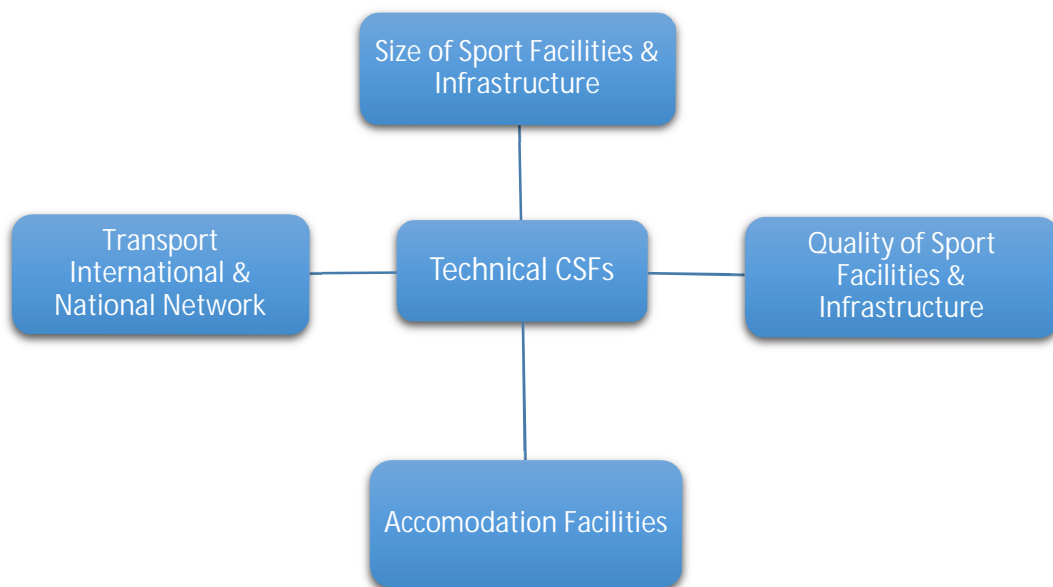 Size of Sport Facilities &
Infrastructure
Transport
International &
National Network
Technical CSFs
Quality of Sport
Facilities &
Infrastructure
Accomodation Facilities